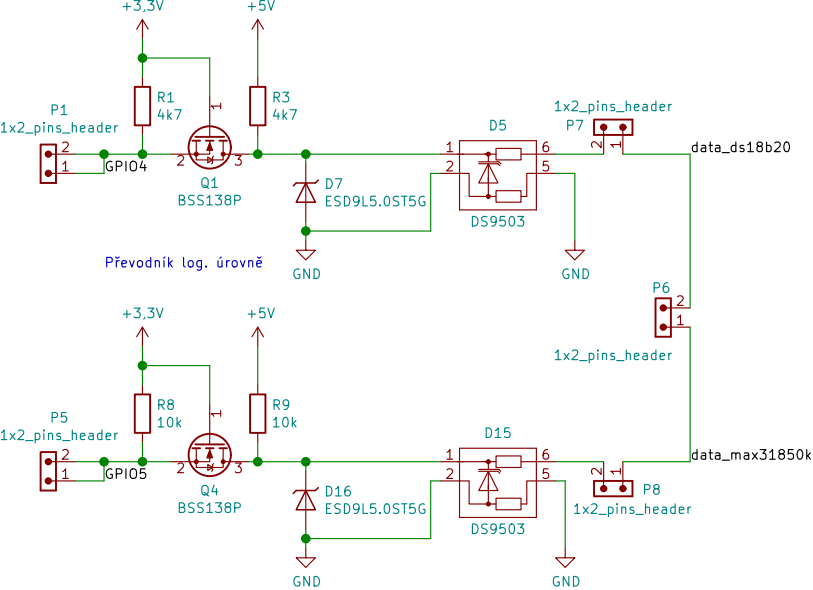 +3,3V
+5V
R1
4k7
R3
4k7
1
P1
1x2_pins_header
2
1
GPIO4
2
3
Q1
BSS138P
D7
ESD9L5.0ST5G
GND
D5
1
2
6
5
DS9503
GND
1x2_pins_header
P7
2
1
data_ds18b20
Převodník log. úrovně
P6
2
1
1x2_pins_header
+3,3V
+5V
R8
10k
R9
10k
1
P5
1x2_pins_header
2
1
GPIO5
2
3
Q4
BSS138P
D16
ESD9L5.0ST5G
GND
D15
1
2
6
5
DS9503
GND
2
1
P8
1x2_pins_header
data_max31850k